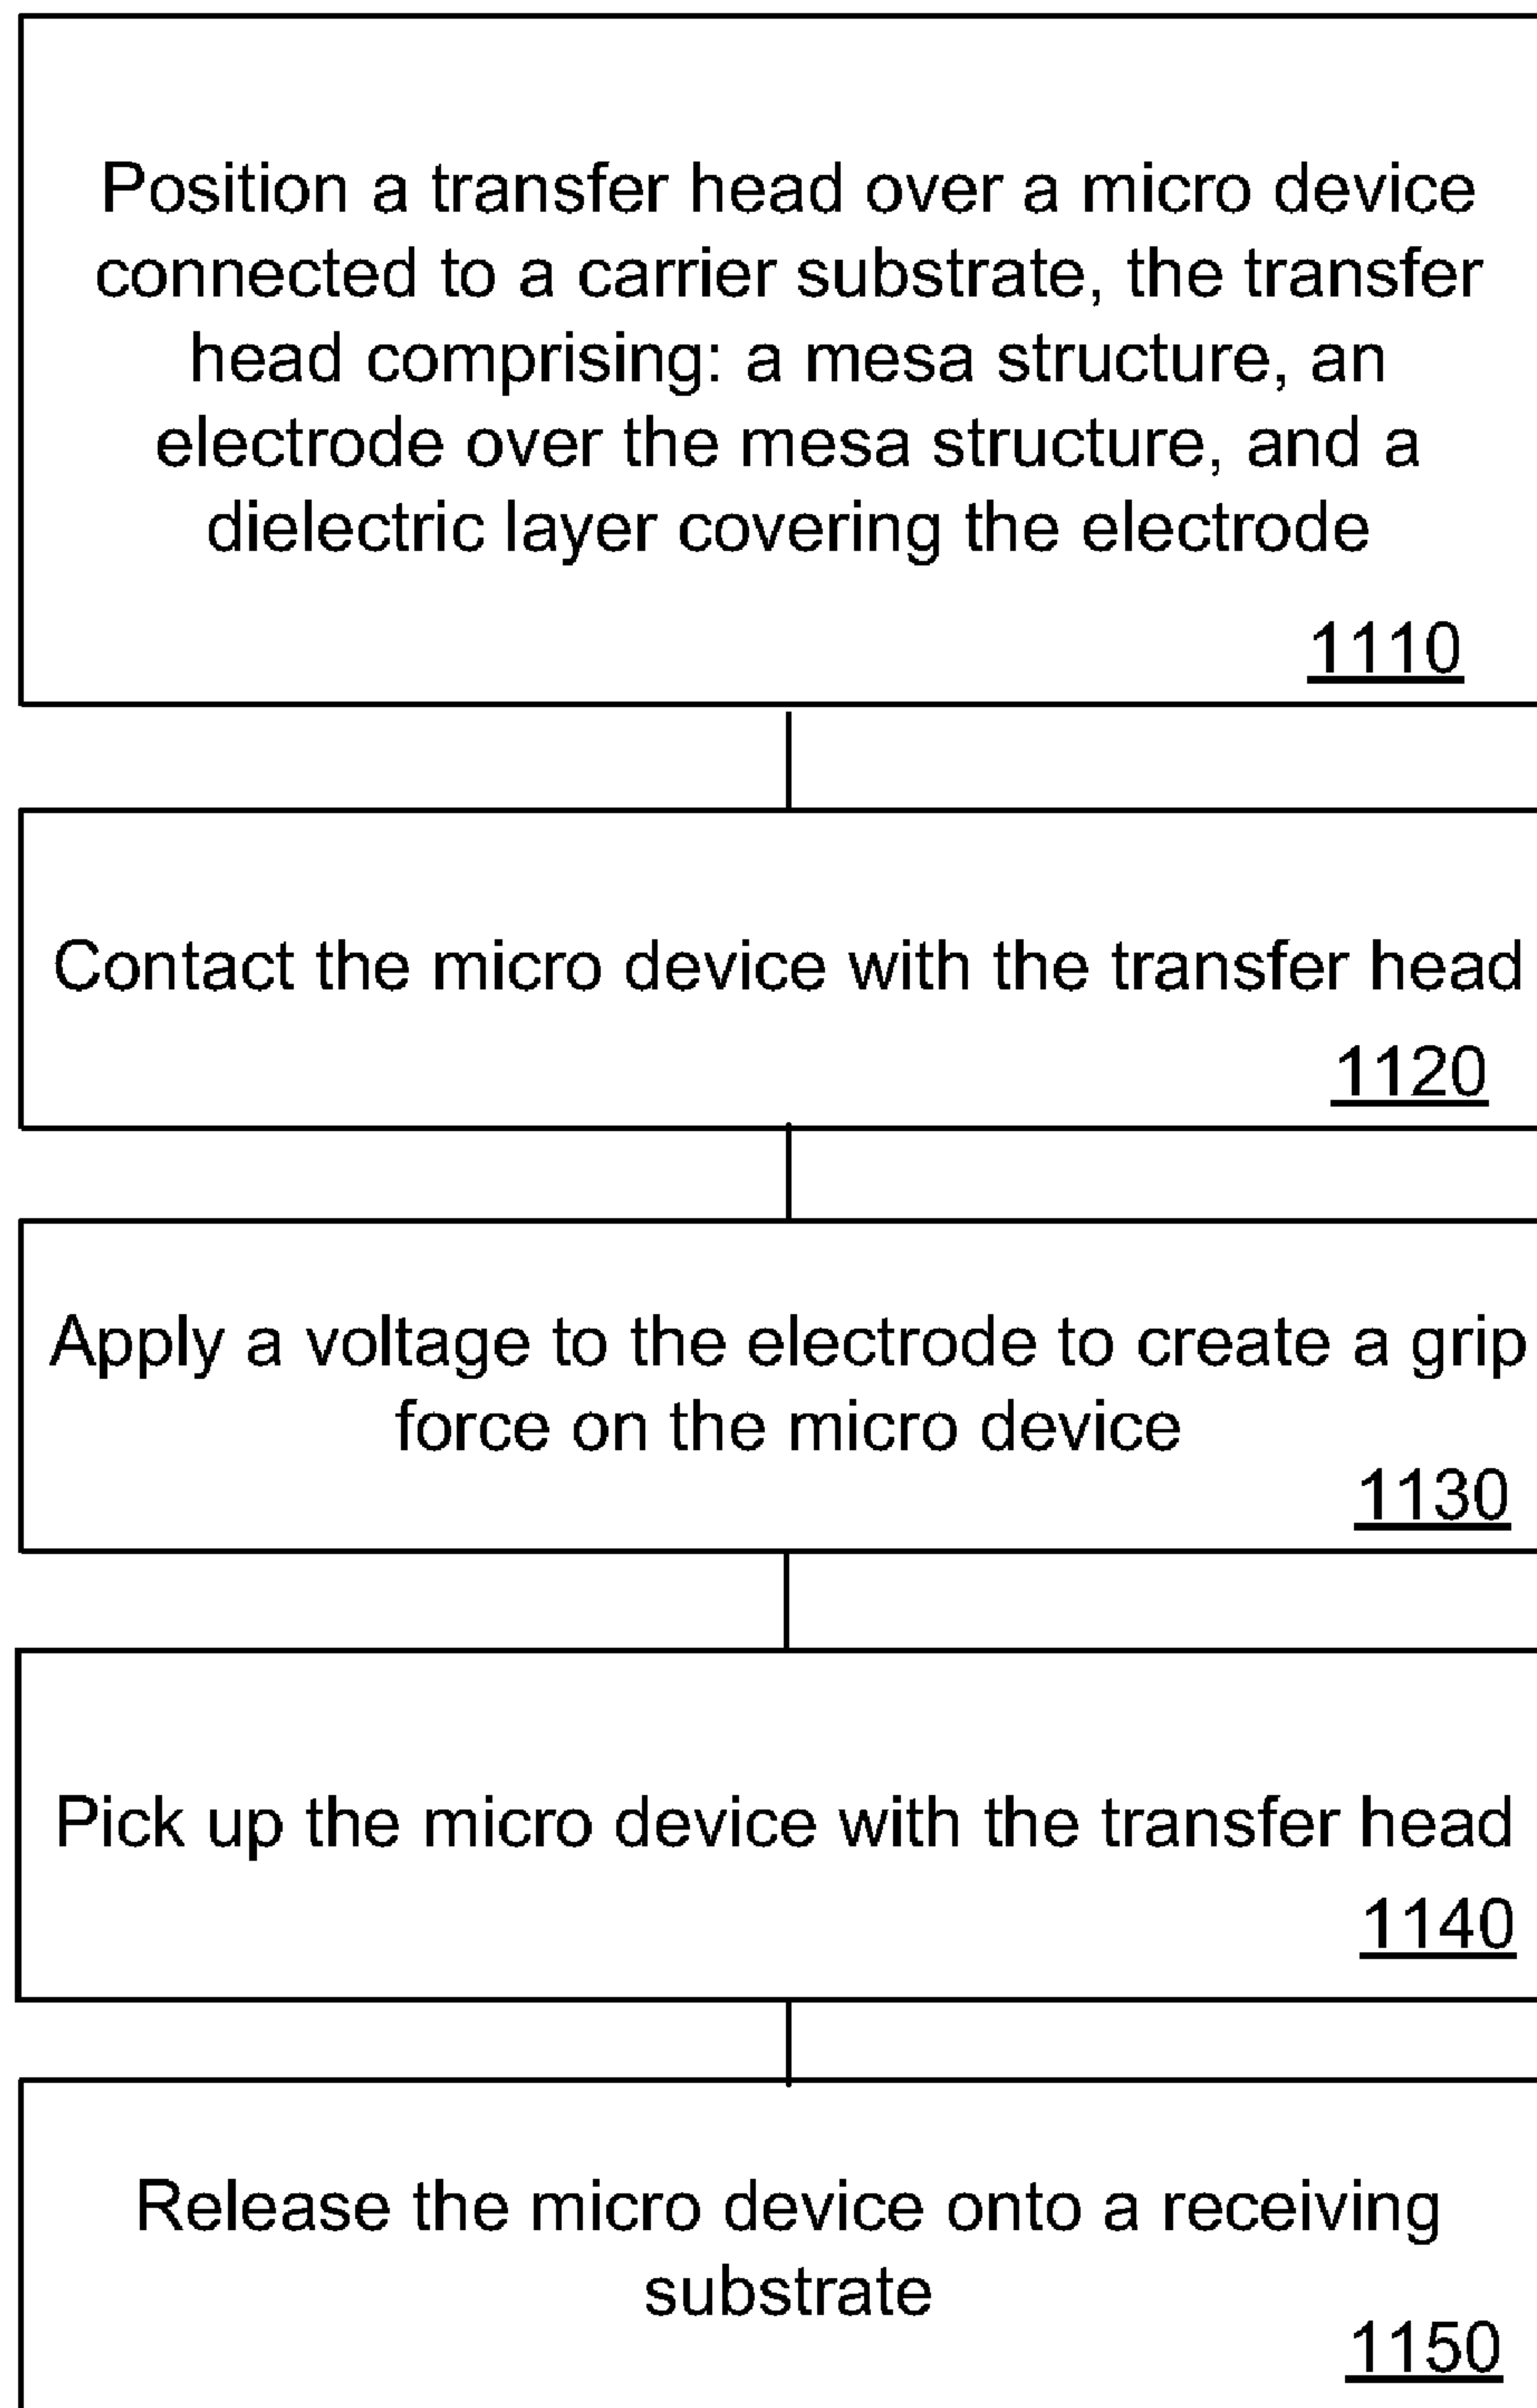 Position a transfer head over a micro device
connected to a carrier substrate, the transfer
head comprising: a mesa structure, an
electrode over the mesa structure, and a
dielectric layer covering the electrode
1110
Contact the micro device with the transfer head
1120
Apply a voltage to the electrode to create a grip
force on the micro device
1130
Pick up the micro device with the transfer head
1140
Release the micro device onto a receiving
substrate
1150